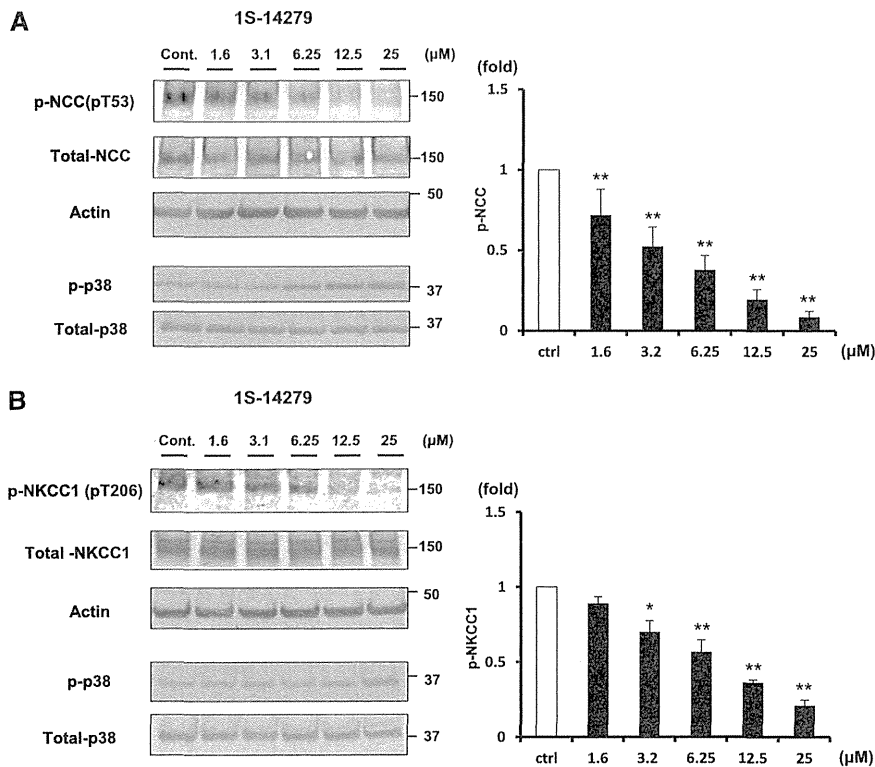 A
1S-14279
Cont. 1.6 3.1 6.25 12.5 25 (µM)
p-NCC(pT53)
150
Total-NCC
150
50
Actin
p-p38
37
Total-p38
37
(fold)
1.5
1
0.5
0
p-NCC
** ** ** ** **
ctrl 1.6 3.2 6.25 12.5 25 (µM)
B
1S-14279
Cont. 1.6 3.1 6.25 12.5 25 (µM)
p-NKCC1 (pT206)
150
Total -NKCC1
150
50
Actin
p-p38
37
Total-p38
37
(fold)
1.5
1
0.5
0
p-NKCC1
* ** ** **
ctrl 1.6 3.2 6.25 12.5 25 (µM)